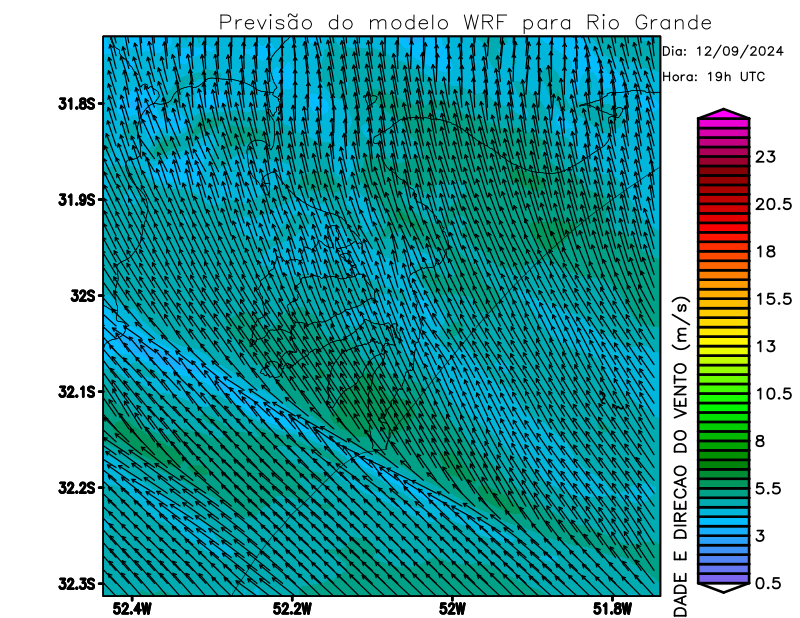 Previsão do modelo WRF para Rio Grande
Dia: 12/09/2024
Hora: 19h UTC
31.8S
31.9S
32S
32.1S
32.2S
32.3S
52.4W
52.2W
52W
51.8W
23
20.5
18
15.5
13
10.5
8
5.5
3
0.5
DADE E DIRECAO DO VENTO (m/s)